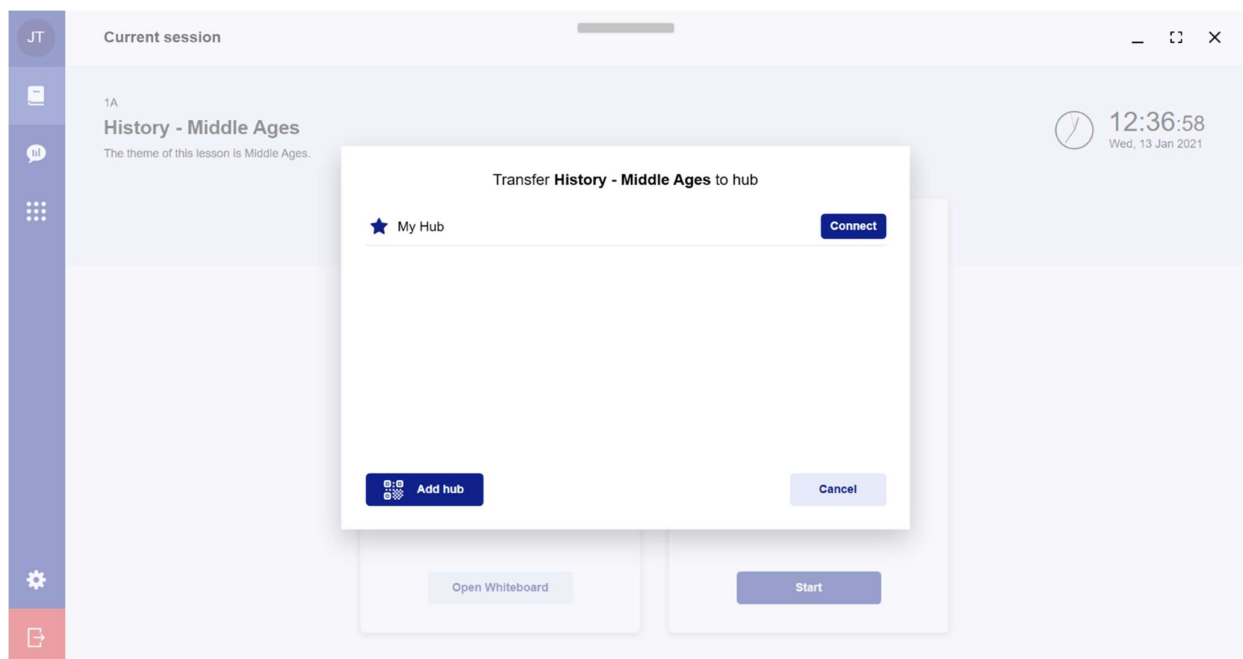 JT
Current session
1A
History - Middle Ages
The theme of this lesson is Middle Ages.
12:36:58
Wed, 13 Jan 2021
Transfer History - Middle Ages to hub
My Hub
Connect
Add hub
Cancel
Open Whiteboard
Start